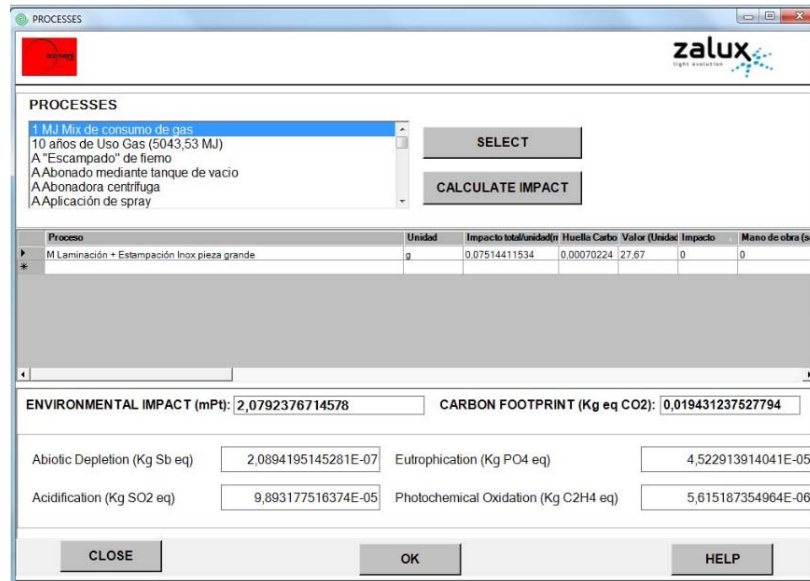 PROCESSES
zalux
light evolution
PROCESSES
1 MJ Mix de consumo de gas
10 años de Uso Gas (5043,53 MJ)
A "Escampado" de fiemo
A Abonado mediante tanque de vacio
A Abonadora centrífuga
A Aplicación de spray
SELECT
CALCULATE IMPACT
Proceso Unidad Impacto total/unidad(n Huella Carbo Valor (Unidad Impacto Mano de obra (s
M Laminación + Estampación Inox pieza grande g 0,07514411534 0,00070224 27,67 0 0
ENVIRONMENTAL IMPACT (mPt): 2,0792376714578 CARBON FOOTPRINT (Kg eq CO2): 0,019431237527794
Abiotic Depletion (Kg Sb eq) 2,0894195145281E-07 Eutrophication (Kg PO4 eq) 4,522913914041E-05
Acidification (Kg SO2 eq) 9,893177516374E-05 Photochemical Oxidation (Kg C2H4 eq) 5,615187354964E-06
CLOSE OK HELP